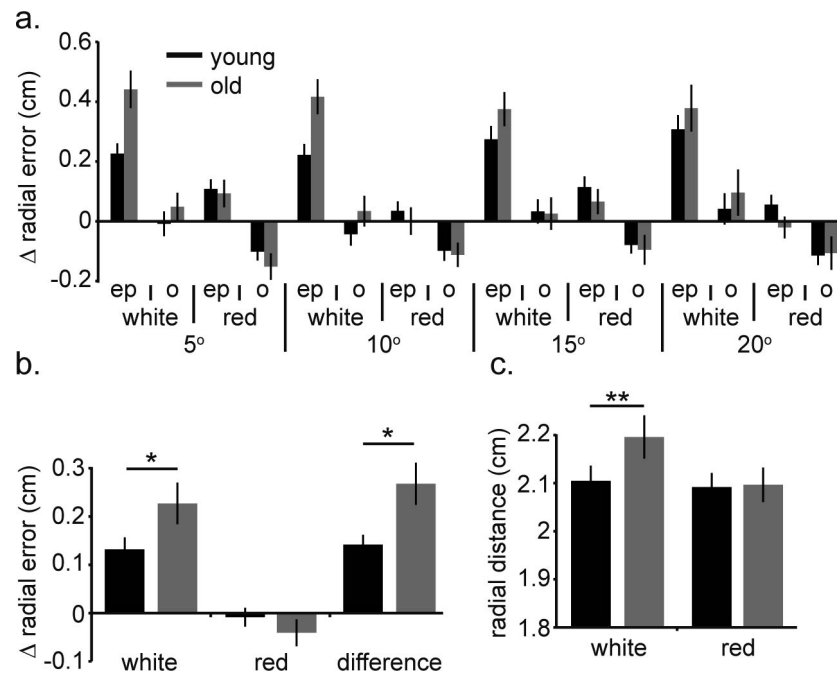 a.
Δ radial error (cm)
0.6
0.4
0.2
0
-0.2
young
old
ep o ep o ep o ep o ep o ep o ep o ep o
white red white red white red white red
5° 10° 15° 20°
b.
Δ radial error (cm)
0.3
0.2
0.1
0
-0.1
* *
white red difference
c.
radial distance (cm)
2.2
2.1
2
1.9
1.8
**
white red